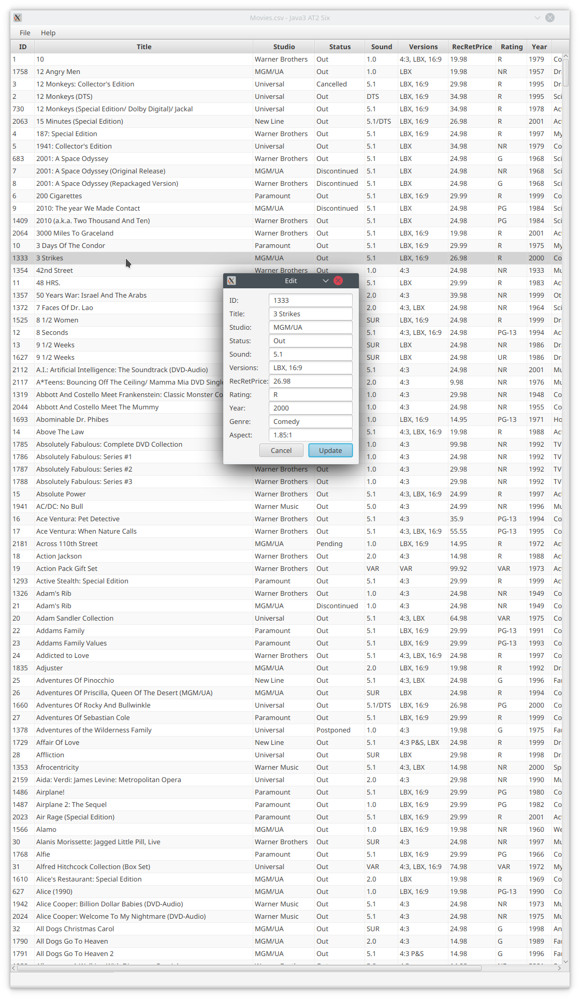 Movies.csv - Java3 AT2 Six
File Help
ID Title Studio Status Sound Versions RecRetPrice Rating Year
1 10 Warner Brothers Out 1.0 4:3, LBX, 16:9 19.98 R 1979 Co
1758 12 Angry Men MGM/UA Out 1.0 LBX 19.98 NR 1957 Dr
3 12 Monkeys: Collector's Edition Universal Cancelled 5.1 LBX, 16:9 29.98 R 1995 Dr
2 12 Monkeys (DTS) Universal Out DTS LBX, 16:9 34.98 R 1995 Sci
730 12 Monkeys (Special Edition/ Dolby Digital)/ Jackal Universal Out 5.1 LBX, 16:9 34.98 R 1978 Ac
2063 15 Minutes (Special Edition) New Line Out 5.1/DTS LBX, 16:9 26.98 R 2001 Ac
4 187: Special Edition Warner Brothers Out 5.1 LBX, 16:9 24.98 R 1997 My
5 1941: Collector's Edition Universal Out 5.1 LBX 34.98 NR 1979 Co
683 2001: A Space Odyssey Warner Brothers Out 5.1 LBX 24.98 G 1968 Sci
7 2001: A Space Odyssey (Original Release) MGM/UA Discontinued 5.1 LBX 24.98 NR 1968 Sci
8 2001: A Space Odyssey (Repackaged Version) Warner Brothers Discontinued 5.1 LBX 24.98 G 1968 Sci
6 200 Cigarettes Paramount Out 5.1 LBX, 16:9 29.99 R 1999 Co
9 2010: The year We Made Contact MGM/UA Discontinued 5.1 LBX 24.98 PG 1984 Sci
1409 2010 (a.k.a. Two Thousand And Ten) Warner Brothers Out 5.1 LBX 24.98 PG 1984 Sci
2064 3000 Miles To Graceland Warner Brothers Out 5.1 LBX, 16:9 19.98 R 2001 Ac
10 3 Days Of The Condor Paramount Out 5.1 LBX, 16:9 29.99 R 1975 My
1333 3 Strikes MGM/UA Out 5.1 LBX, 16:9 26.98 R 2000 Co
1354 42nd Street Warner Brothers Out 1.0 4:3 24.98 NR 1933 Mu
11 48 HRS. 5.1 LBX 29.99 R 1983 Ac
1357 50 Years War: Israel And The Arabs 2.0 4:3 39.98 NR 1999 Ot
1372 7 Faces Of Dr. Lao 2.0 4:3, LBX 24.98 NR 1964 Sci
1525 8 1/2 Women SUR LBX, 16:9 24.98 R 1999 Dr
12 8 Seconds 5.1 4:3, LBX, 16:9 24.98 PG-13 1994 Ac
13 9 1/2 Weeks SUR LBX 24.98 NR 1986 Dr
1627 9 1/2 Weeks SUR LBX 24.98 UR 1986 Dr
2112 A.I.: Artificial Intelligence: The Soundtrack (DVD-Audio) 5.1 4:3 24.98 NR 2001 Mu
2117 A*Teens: Bouncing Off The Ceiling/ Mamma Mia DVD Single 2.0 4:3 9.98 NR 1976 Mu
1319 Abbott And Costello Meet Frankenstein: Classic Monster Co 1.0 4:3 29.98 NR 1948 Co
2044 Abbott And Costello Meet The Mummy 1.0 4:3 24.98 NR 1955 Co
1693 Abominable Dr. Phibes 1.0 LBX, 16:9 14.95 PG-13 1971 Ho
14 Above The Law 5.1 4:3, LBX, 16:9 19.98 R 1988 Ac
1785 Absolutely Fabulous: Complete DVD Collection 1.0 4:3 99.98 NR 1992 TV
1786 Absolutely Fabulous: Series #1 1.0 4:3 24.98 NR 1992 TV
1787 Absolutely Fabulous: Series #2 Warner Brothers Out 1.0 4:3 29.98 NR 1992 TV
1788 Absolutely Fabulous: Series #3 Warner Brothers Out 1.0 4:3 29.98 NR 1992 TV
15 Absolute Power Warner Brothers Out 5.1 4:3, LBX, 16:9 24.99 R 1997 Ac
1941 AC/DC: No Bull Warner Music Out 5.0 4:3 24.99 NR 1996 Mu
16 Ace Ventura: Pet Detective Warner Brothers Out 5.1 4:3 35.9 PG-13 1994 Co
17 Ace Ventura: When Nature Calls Warner Brothers Out 5.1 4:3, LBX, 16:9 55.55 PG-13 1995 Co
2181 Across 110th Street MGM/UA Pending 1.0 LBX, 16:9 14.95 R 1972 Ac
18 Action Jackson Warner Brothers Out 2.0 4:3 14.98 R 1988 Ac
19 Action Pack Gift Set Warner Brothers Out VAR VAR 99.92 VAR 1973 Ac
1293 Active Stealth: Special Edition Paramount Out 5.1 4:3 29.99 R 1999 Ac
1326 Adam's Rib Warner Brothers Out 1.0 4:3 24.98 NR 1949 Co
21 Adam's Rib MGM/UA Discontinued 1.0 4:3 24.98 NR 1949 Co
20 Adam Sandler Collection Universal Out 5.1 4:3, LBX 64.98 VAR 1975 Co
22 Addams Family Paramount Out 5.1 LBX, 16:9 29.99 PG-13 1991 Co
23 Addams Family Values Paramount Out 5.1 LBX, 16:9 29.99 PG-13 1993 Co
24 Addicted to Love Warner Brothers Out 5.1 4:3, LBX, 16:9 24.98 R 1997 Co
1835 Adjuster MGM/UA Out 2.0 LBX, 16:9 19.98 R 1992 Dr
25 Adventures Of Pinocchio New Line Out 5.1 4:3, LBX 24.98 G 1996 Fa
26 Adventures Of Priscilla, Queen Of The Desert (MGM/UA) MGM/UA Out SUR LBX 24.98 R 1994 Co
1660 Adventures Of Rocky And Bullwinkle Universal Out 5.1/DTS LBX, 16:9 26.98 PG 2000 Co
27 Adventures Of Sebastian Cole Paramount Out 5.1 LBX, 16:9 29.99 R 1999 Co
1378 Adventures of the Wilderness Family Universal Postponed 1.0 4:3 19.98 G 1975 Fa
1729 Affair Of Love New Line Out 5.1 4:3 P&S, LBX 24.98 R 1999 Dr
28 Affliction Universal Out SUR LBX 29.98 R 1998 Dr
1353 Afrocentricity Warner Music Out 5.1 4:3, LBX 14.98 NR 2000 Sp
2159 Aida: Verdi: James Levine: Metropolitan Opera Universal Out 2.0 4:3 29.98 NR 1990 Mu
1486 Airplane! Paramount Out 5.1 LBX, 16:9 29.99 PG 1980 Co
1487 Airplane 2: The Sequel Paramount Out 1.0 LBX, 16:9 29.99 PG 1982 Co
2023 Air Rage (Special Edition) Paramount Out 5.1 LBX, 16:9 29.99 R 2001 Ac
1566 Alamo MGM/UA Out 1.0 LBX, 16:9 19.98 NR 1960 We
30 Alanis Morissette: Jagged Little Pill, Live Warner Brothers Out SUR 4:3 24.98 NR 1997 Mu
1768 Alfie Paramount Out 5.1 LBX, 16:9 29.99 PG 1966 Co
31 Alfred Hitchcock Collection (Box Set) Universal Out VAR 4:3, LBX, 16:9 74.98 VAR 1972 My
1610 Alice's Restaurant: Special Edition MGM/UA Out 2.0 LBX 19.98 R 1969 Co
627 Alice (1990) MGM/UA Out 1.0 LBX, 16:9 19.98 PG-13 1990 Co
1942 Alice Cooper: Billion Dollar Babies (DVD-Audio) Warner Music Out 5.1 4:3 24.98 NR 1973 Mu
2024 Alice Cooper: Welcome To My Nightmare (DVD-Audio) Warner Music Out 5.1 4:3 24.98 NR 1975 Mu
32 All Dogs Christmas Carol MGM/UA Out SUR 4:3 24.98 G 1998 An
1790 All Dogs Go To Heaven MGM/UA Out 2.0 4:3 14.98 G 1989 Fa
1791 All Dogs Go To Heaven 2 MGM/UA Out 5.1 4:3 P&S 14.98 G 1996 Fa
Edit
ID: 1333
Title: 3 Strikes
Studio: MGM/UA
Status: Out
Sound: 5.1
Versions: LBX, 16:9
RecRetPrice: 26.98
Rating: R
Year: 2000
Genre: Comedy
Aspect: 1.85:1
Cancel Update